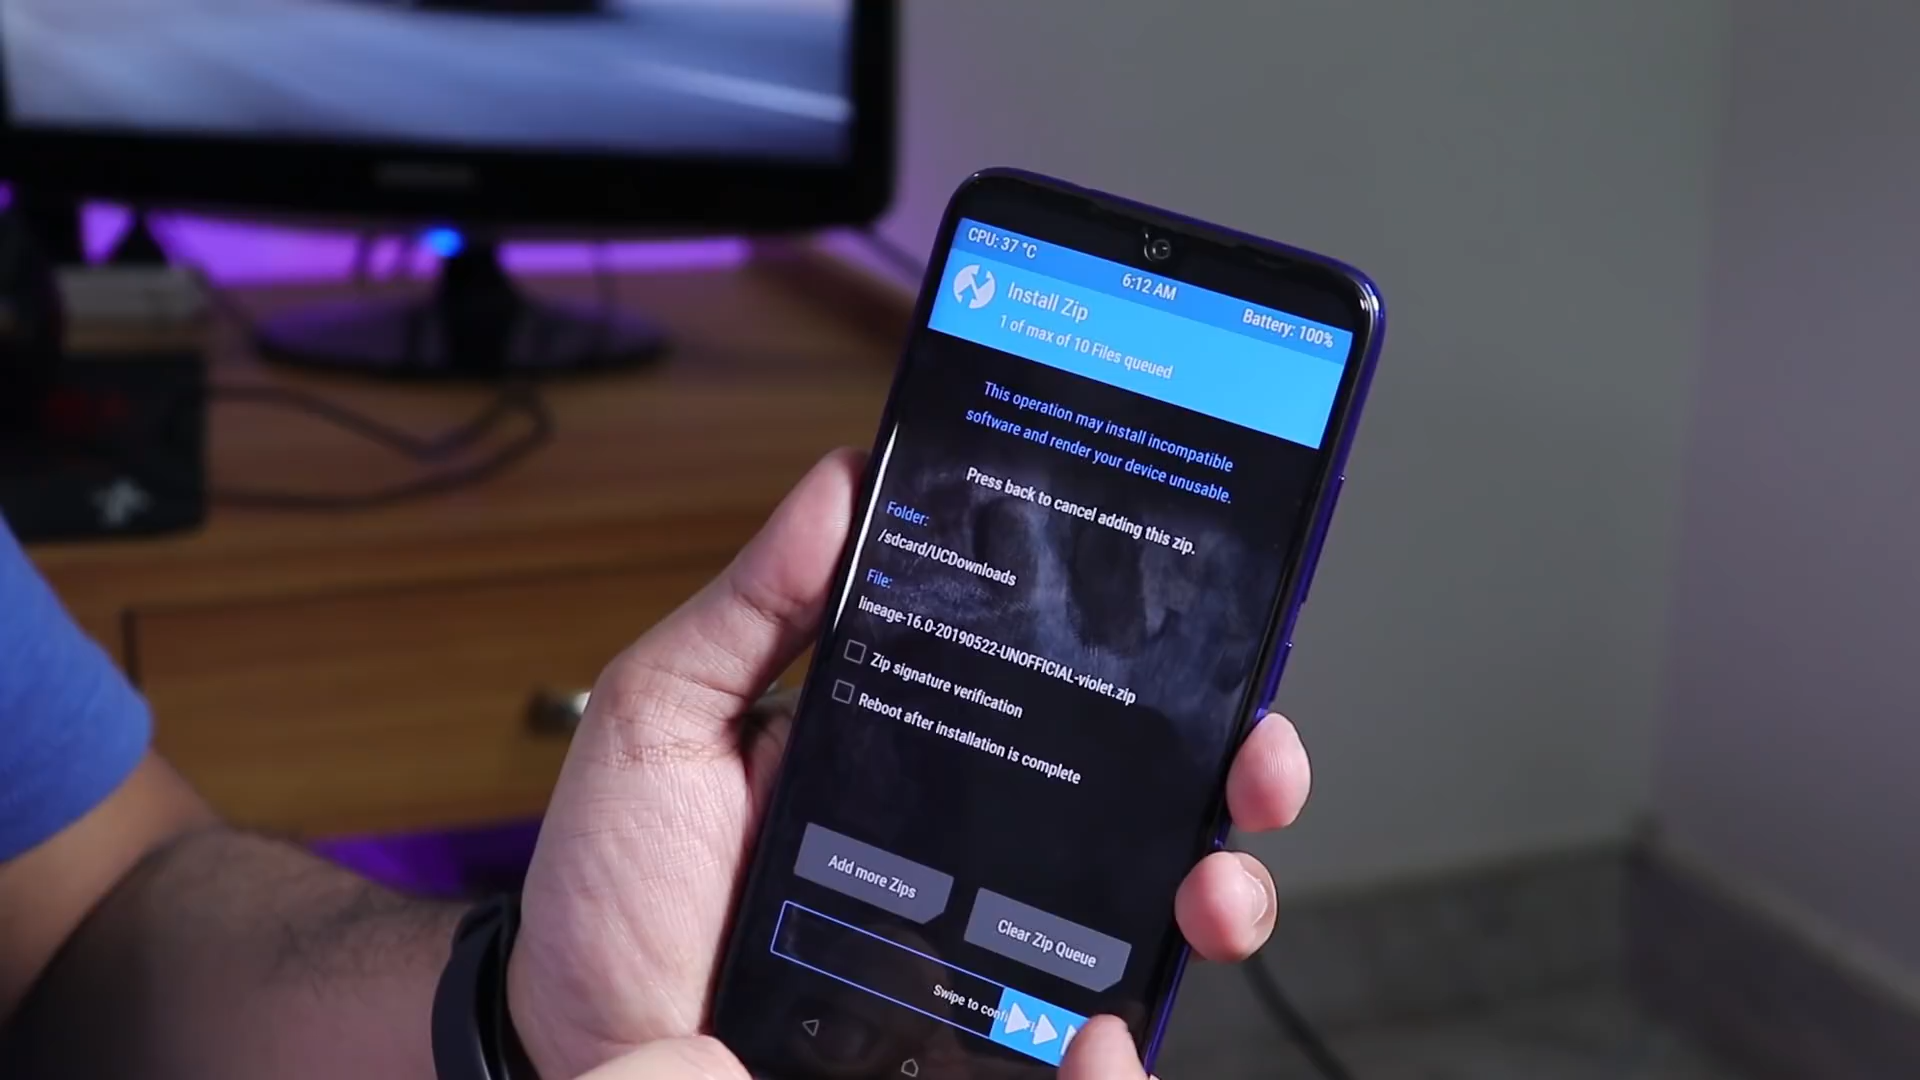 CPU: 37 °C
6:12 AM
Battery: 100%
Install Zip
1 of max of 10 Files queued
This operation may install incompatible
software and render your device unusable.
Press back to cancel adding this zip.
Folder:
/sdcard/UCDownloads
File:
lineage-16.0-20190522-UNOFFICIAL-violet.zip
Zip signature verification
Reboot after installation is complete
Add more Zips
Clear Zip Queue
Swipe to